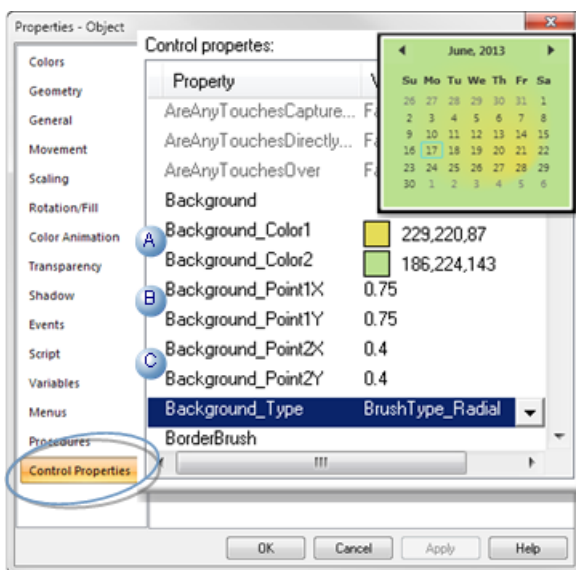 Properties - Object
Colors
Geometry
General
Movement
Scaling
Rotation/Fill
Color Animation
Transparency
Shadow
Events
Script
Variables
Menus
Procedures
Control Properties
Control propertes:
Property
AreAnyTouchesCapture...
AreAnyTouchesDirectly...
AreAnyTouchesOver
Background
A
Background_Color1 229,220,87
Background_Color2 186,224,143
B
Background_Point1X 0.75
Background_Point1Y 0.75
C
Background_Point2X 0.4
Background_Point2Y 0.4
Background_Type BrushType_Radial
BorderBrush
June, 2013
Su Mo Tu We Th Fr Sa
26 27 28 29 30 31 1
2 3 4 5 6 7 8
9 10 11 12 13 14 15
16 17 18 19 20 21 22
23 24 25 26 27 28 29
30 1 2 3 4 5 6
OK Cancel Apply Help